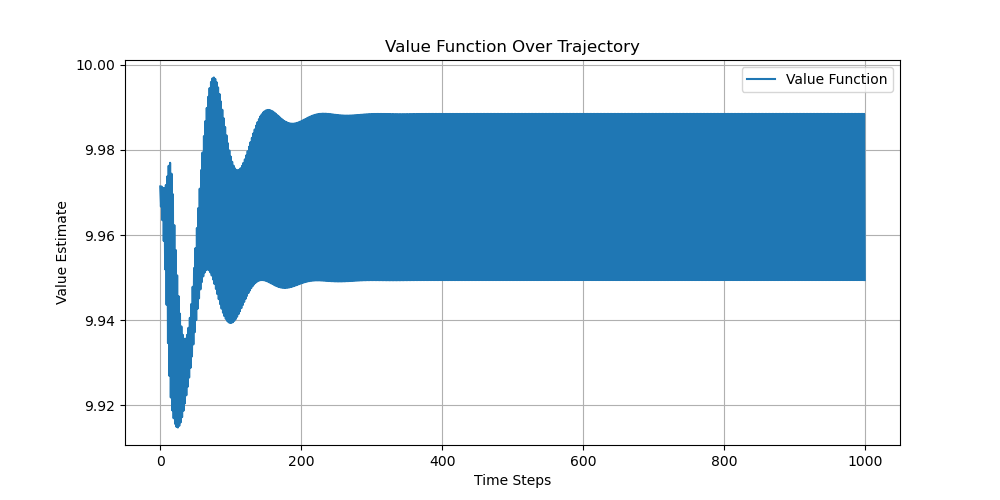 Value Function Over Trajectory
Value Function
10.00
9.98
9.96
9.94
9.92
Value Estimate
0 200 400 600 800 1000
Time Steps